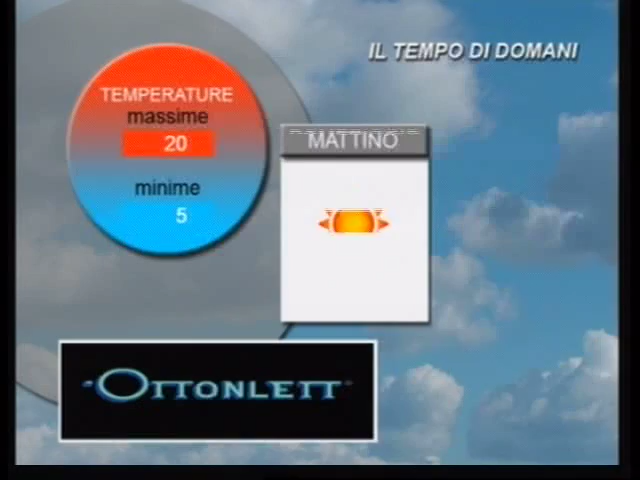 IL TEMPO DI DOMANI
TEMPERATURE
massime
20
minime
5
MATTINO
OTTONLETT